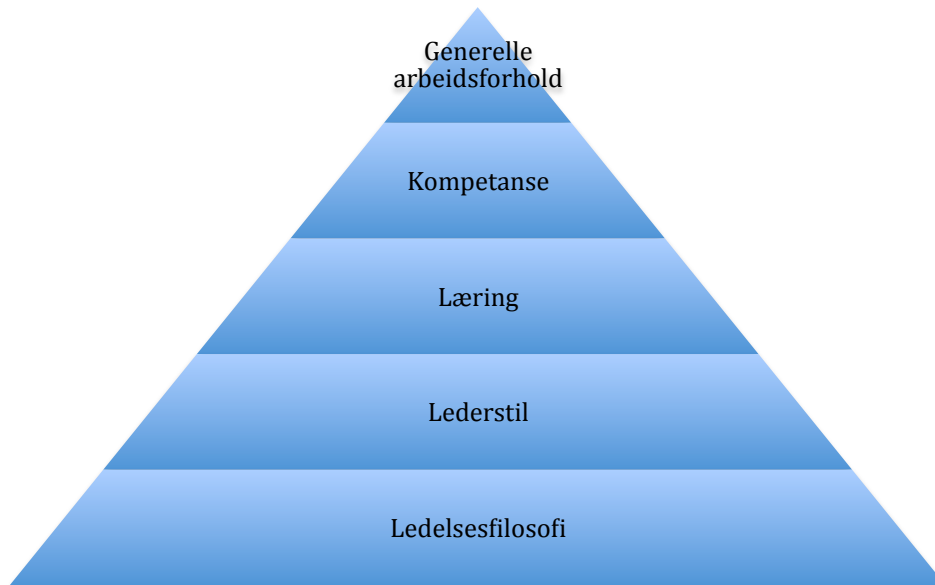 Generelle
arbeidsforhold
Kompetanse
Læring
Lederstil
Ledelsesfilosofi